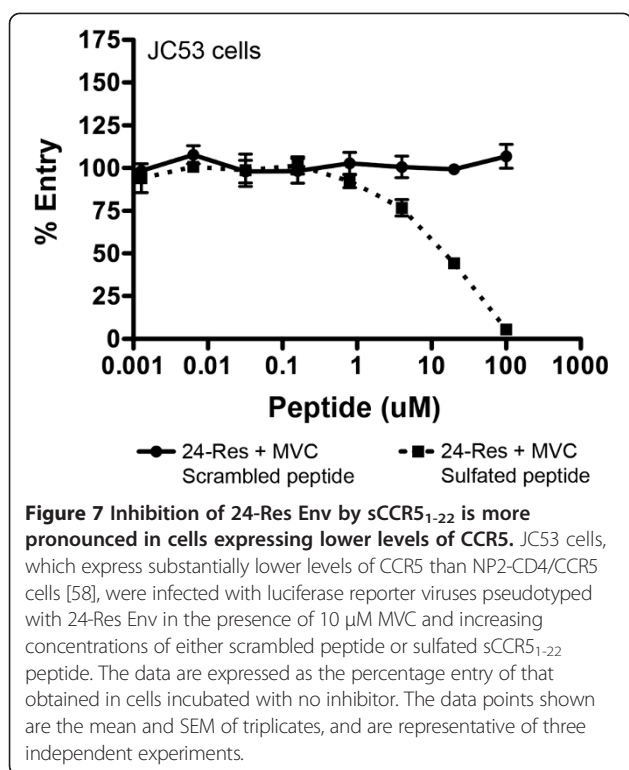 JC53 cells
175
150
125
100
75
50
25
0
% Entry
0.001 0.01 0.1 1 10 100 1000
Peptide (uM)
24-Res + MVC
Scrambled peptide
24-Res + MVC
Sulfated peptide
Figure 7 Inhibition of 24-Res Env by sCCR5₁₋₂₂ is more
pronounced in cells expressing lower levels of CCR5. JC53 cells,
which express substantially lower levels of CCR5 than NP2-CD4/CCR5
cells [58], were infected with luciferase reporter viruses pseudotyped
with 24-Res Env in the presence of 10 μM MVC and increasing
concentrations of either scrambled peptide or sulfated sCCR5₁₋₂₂
peptide. The data are expressed as the percentage entry of that
obtained in cells incubated with no inhibitor. The data points shown
are the mean and SEM of triplicates, and are representative of three
independent experiments.